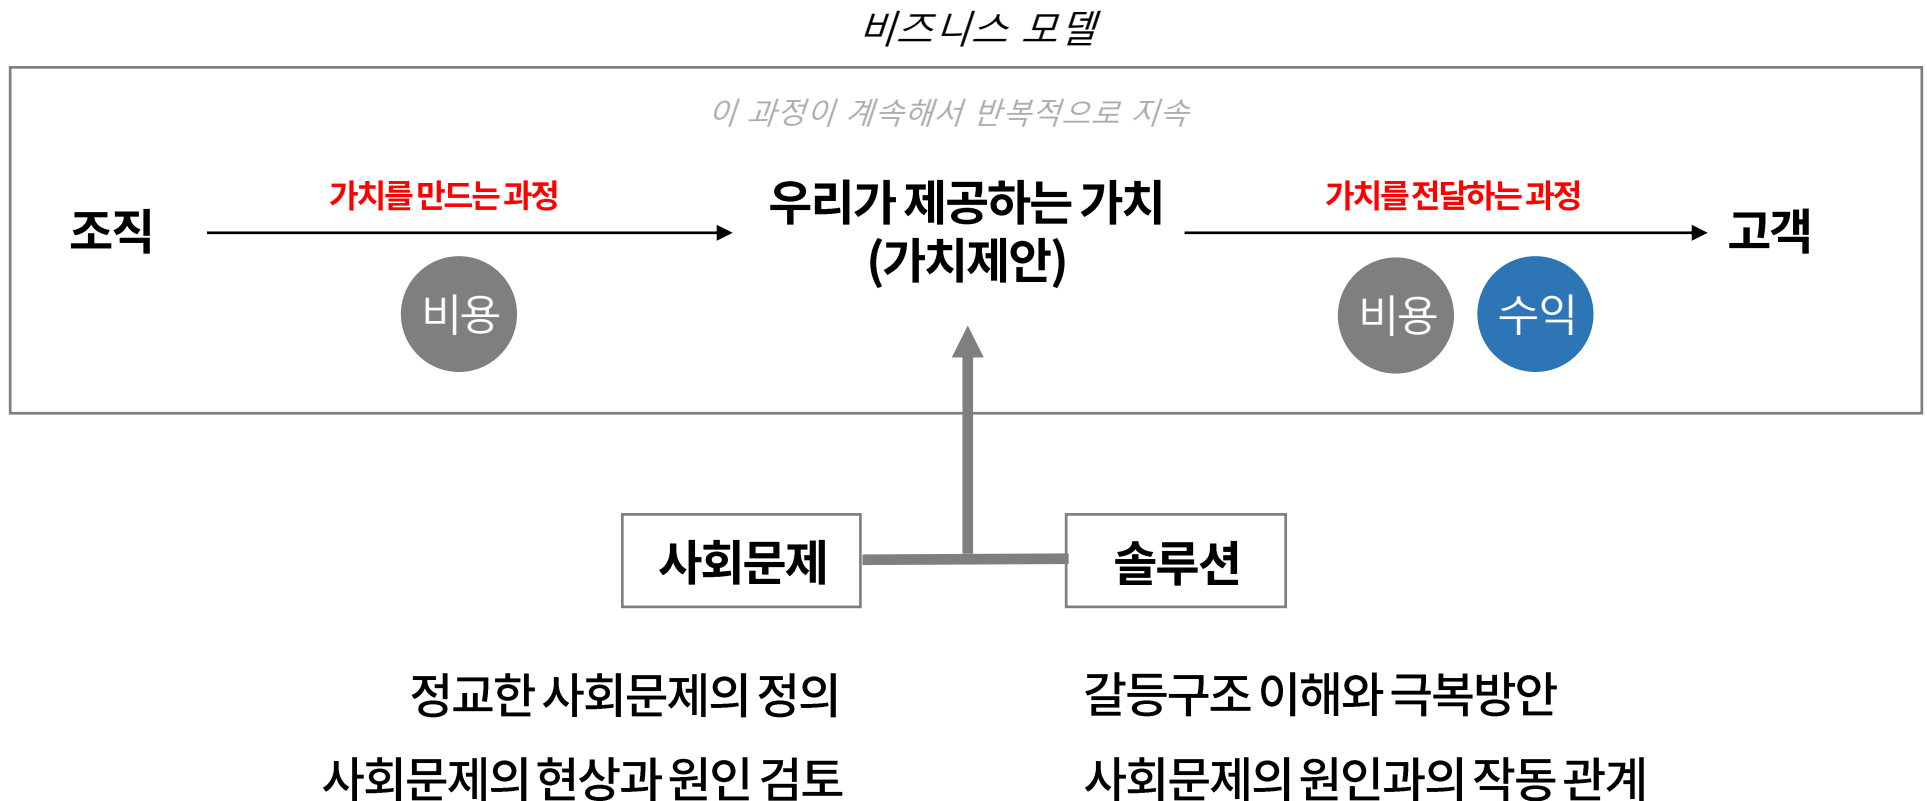 비즈니스 모델
이 과정이 계속해서 반복적으로 지속
조직
가치를 만드는 과정
비용
우리가 제공하는 가치
(가치제안)
가치를 전달하는 과정
비용
수익
고객
사회문제
솔루션
정교한 사회문제의 정의
사회문제의 현상과 원인 검토
갈등구조 이해와 극복방안
사회문제의 원인과의 작동 관계